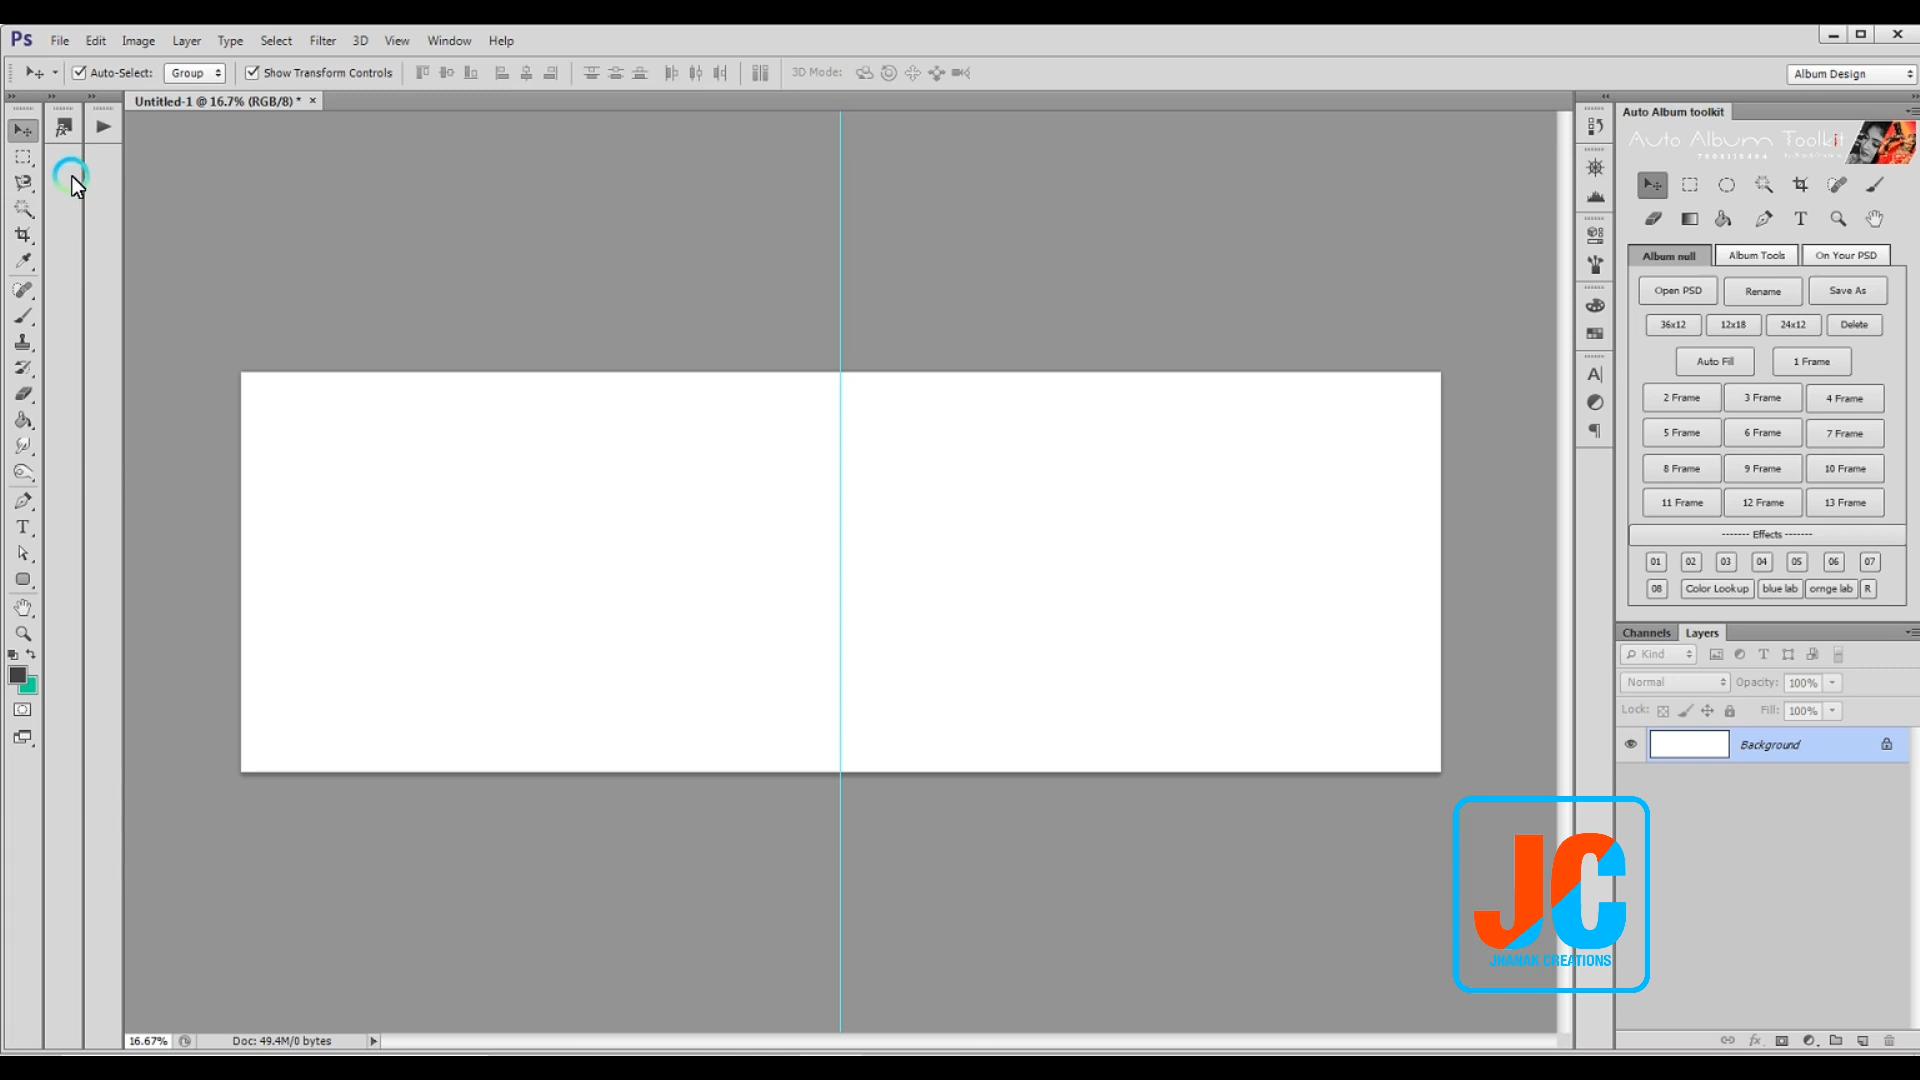 Ps File Edit Image Layer Type Select Filter 3D View Window Help
Auto-Select: Group Show Transform Controls 3D Mode: Album Design
Untitled-1 @ 16.7% (RGB/8) * ×
Auto Album toolkit
Auto Album Toolkit
Album null Album Tools On Your PSD
Open PSD Rename Save As
36x12 12x18 24x12 Delete
Auto Fill 1 Frame
2 Frame 3 Frame 4 Frame
5 Frame 6 Frame 7 Frame
8 Frame 9 Frame 10 Frame
11 Frame 12 Frame 13 Frame
------- Effects -------
01 02 03 04 05 06 07
08 Color Lookup blue lab ornge lab R
Channels Layers
Kind
Normal Opacity: 100%
Lock: Fill: 100%
Background
JC
JHANAK CREATIONS
16.67% Doc: 49.4M/0 bytes